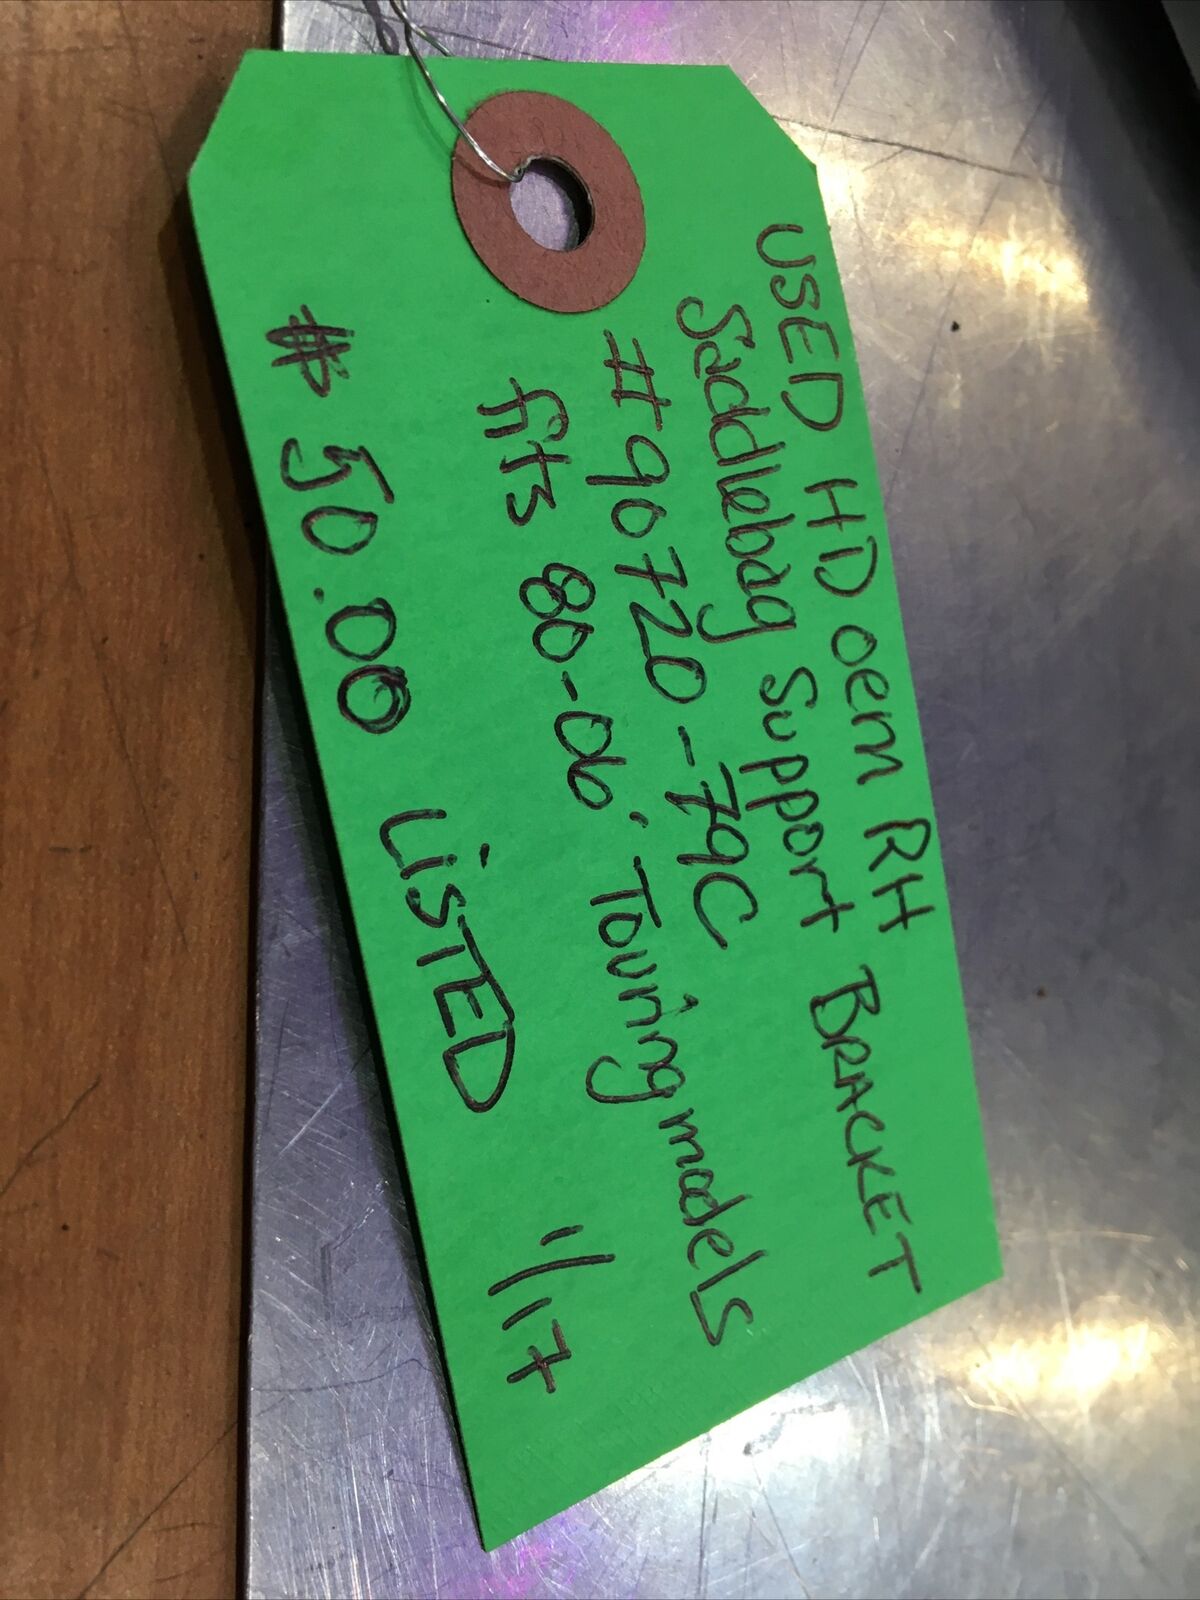 USED HD oem RH
Saddlebag Support BRACKET
#90720-79C
fits 80-06' Touring models
$50.00 LiSTED 1/17